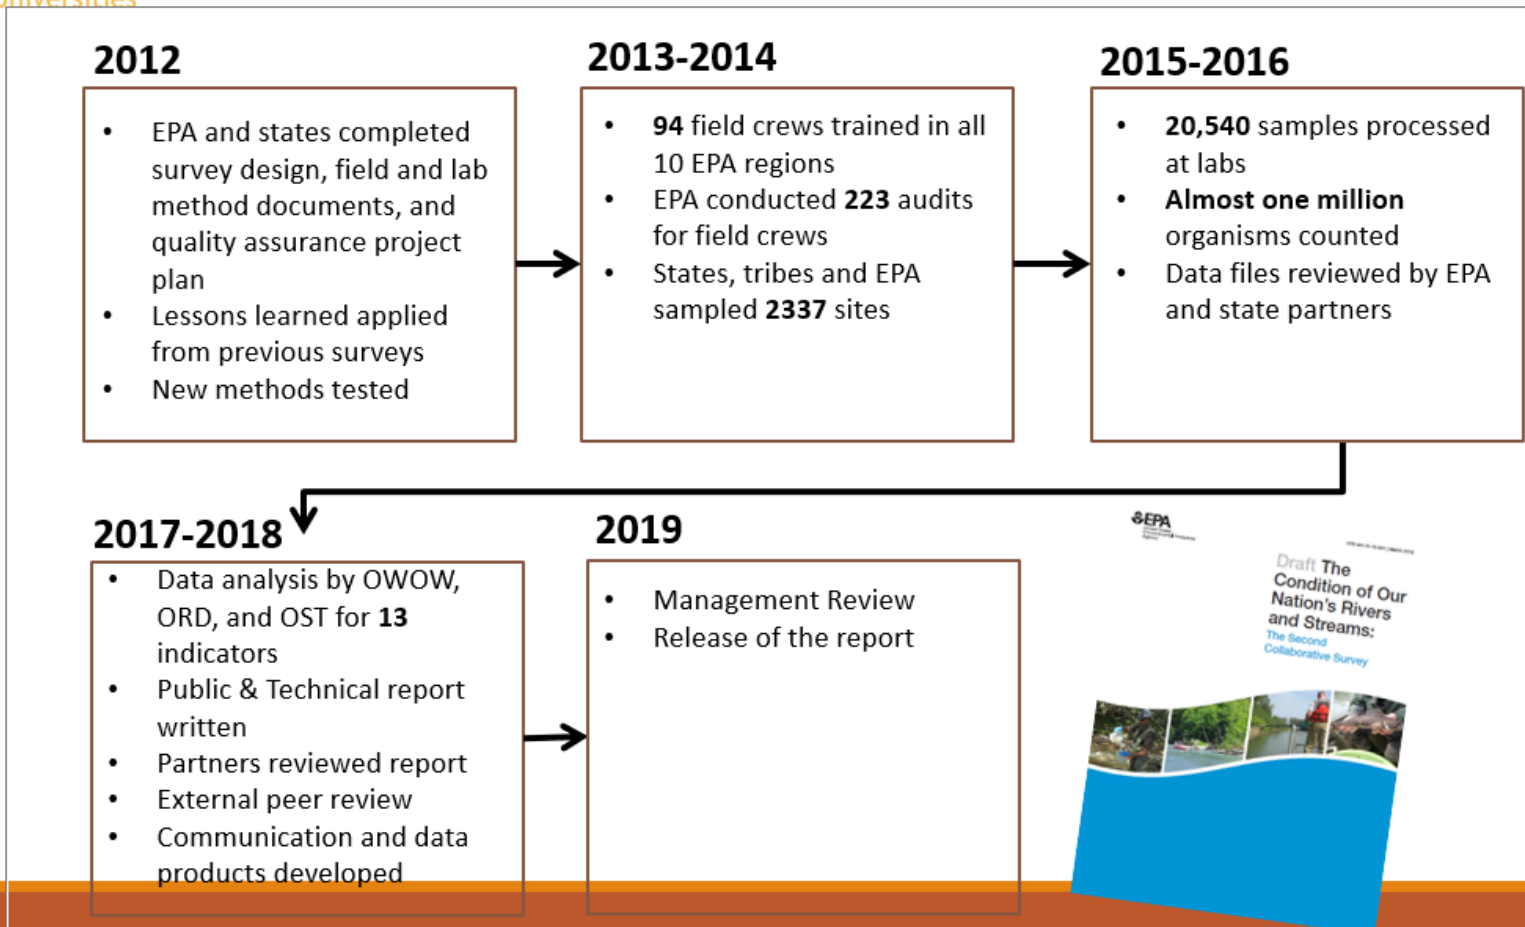 2012
• EPA and states completed
survey design, field and lab
method documents, and
quality assurance project
plan
• Lessons learned applied
from previous surveys
• New methods tested
2013-2014
• 94 field crews trained in all
10 EPA regions
• EPA conducted 223 audits
for field crews
• States, tribes and EPA
sampled 2337 sites
2015-2016
• 20,540 samples processed
at labs
• Almost one million
organisms counted
• Data files reviewed by EPA
and state partners
2017-2018
• Data analysis by OWOW,
ORD, and OST for 13
indicators
• Public & Technical report
written
• Partners reviewed report
• External peer review
• Communication and data
products developed
2019
• Management Review
• Release of the report
EPA
Draft The
Condition of Our
Nation's Rivers
and Streams:
The Second
Collaborative Survey